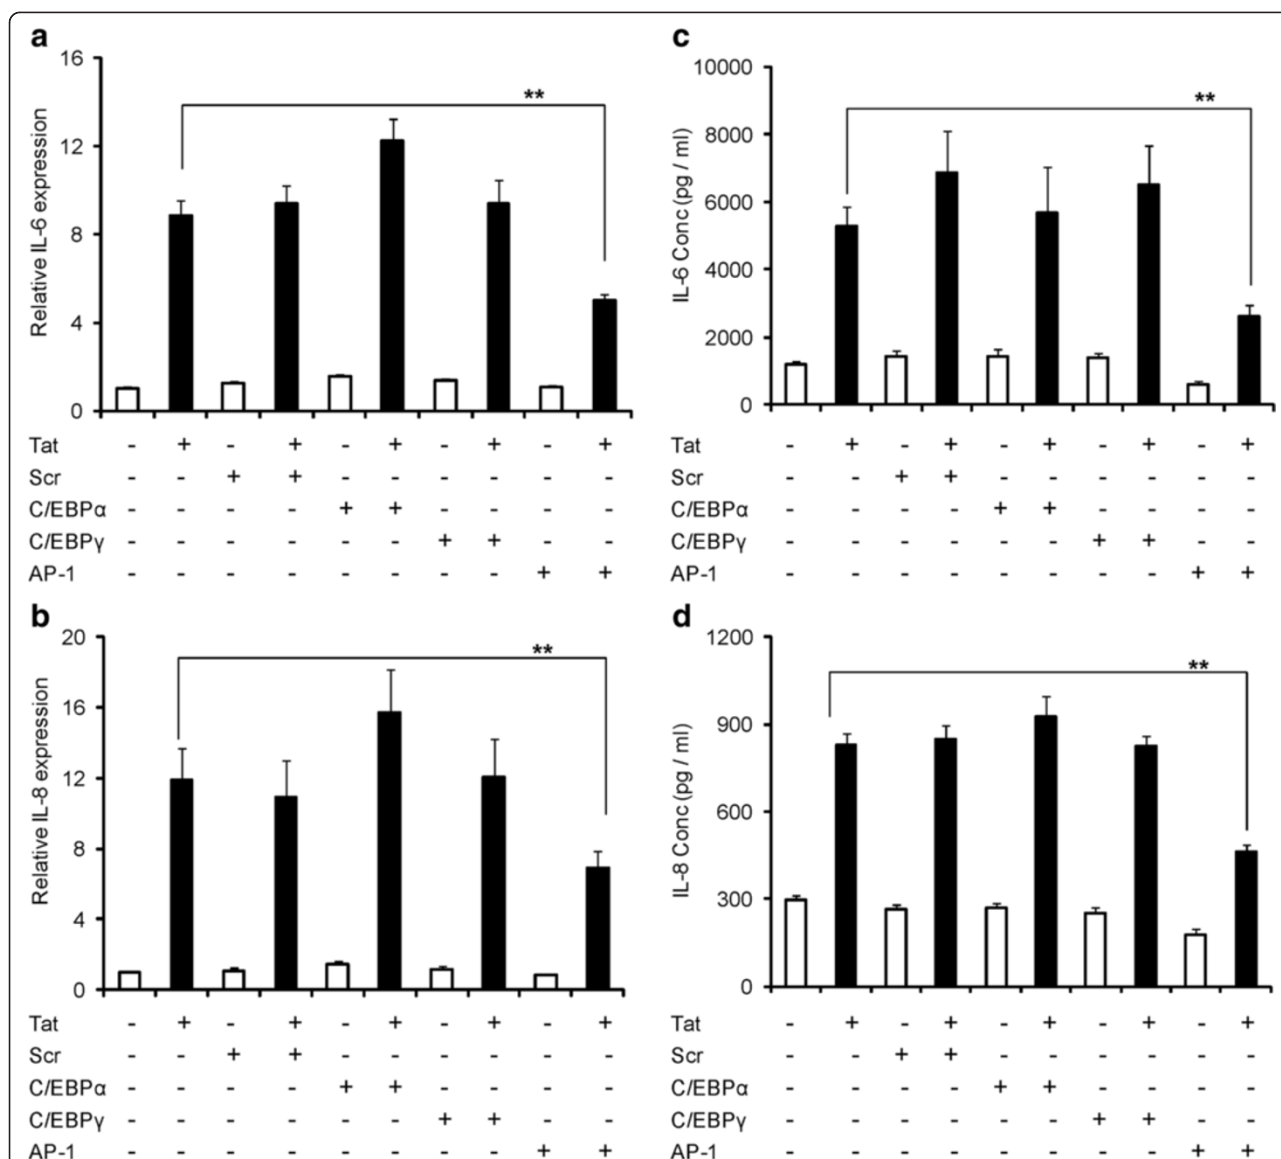 a
16
12
8
4
0
Relative IL-6 expression
**
Tat - + - + - + - + - +
Scr - - + + - - - - - -
C/EBPα - - - - + + - - - -
C/EBPγ - - - - - - + + - -
AP-1 - - - - - - - - + +
b
20
16
12
8
4
0
Relative IL-8 expression
**
Tat - + - + - + - + - +
Scr - - + + - - - - - -
C/EBPα - - - - + + - - - -
C/EBPγ - - - - - - + + - -
AP-1 - - - - - - - - + +
c
10000
8000
6000
4000
2000
0
IL-6 Conc (pg / ml)
**
Tat - + - + - + - + - +
Scr - - + + - - - - - -
C/EBPα - - - - + + - - - -
C/EBPγ - - - - - - + + - -
AP-1 - - - - - - - - + +
d
1200
900
600
300
0
IL-8 Conc (pg / ml)
**
Tat - + - + - + - + - +
Scr - - + + - - - - - -
C/EBPα - - - - + + - - - -
C/EBPγ - - - - - - + + - -
AP-1 - - - - - - - - + +